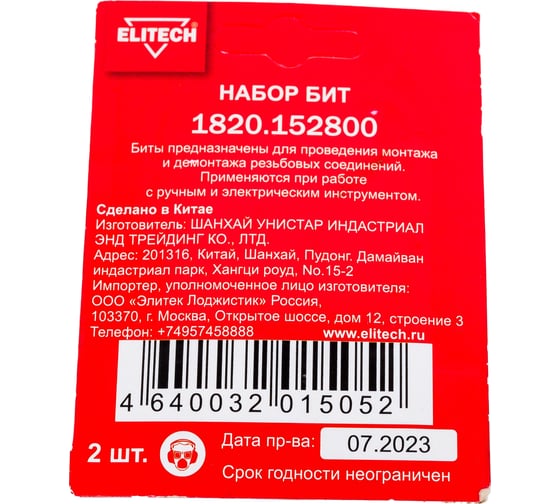 ELITECH®
НАБОР БИТ
1820.152800
Биты предназначены для проведения монтажа
и демонтажа резьбовых соединений.
Применяются при работе
с ручным и электрическим инструментом.
Сделано в Китае
Изготовитель: ШАНХАЙ УНИСТАР ИНДАСТРИАЛ
ЭНД ТРЕЙДИНГ КО., ЛТД.
Адрес: 201316, Китай, Шанхай, Пудонг. Дамайван
индастриал парк, Хангци роуд, No.15-2
Импортер, уполномоченное лицо изготовителя:
ООО «Элитек Лоджистик» Россия,
103370, г. Москва, Открытое шоссе, дом 12, строение 3
Телефон: +74957458888 www.elitech.ru
4 640032 015052
2 шт. Дата пр-ва: 07.2023
Срок годности неограничен